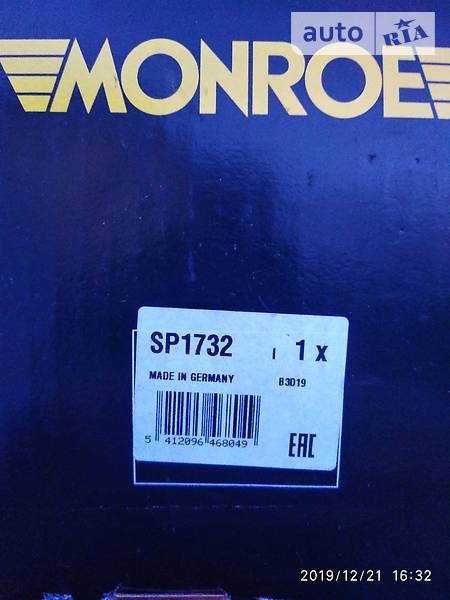 auto RIA
MONROE
SP1732 1 x
MADE IN GERMANY B3D19
5 412096 468049
EAC
2019/12/21 16:32